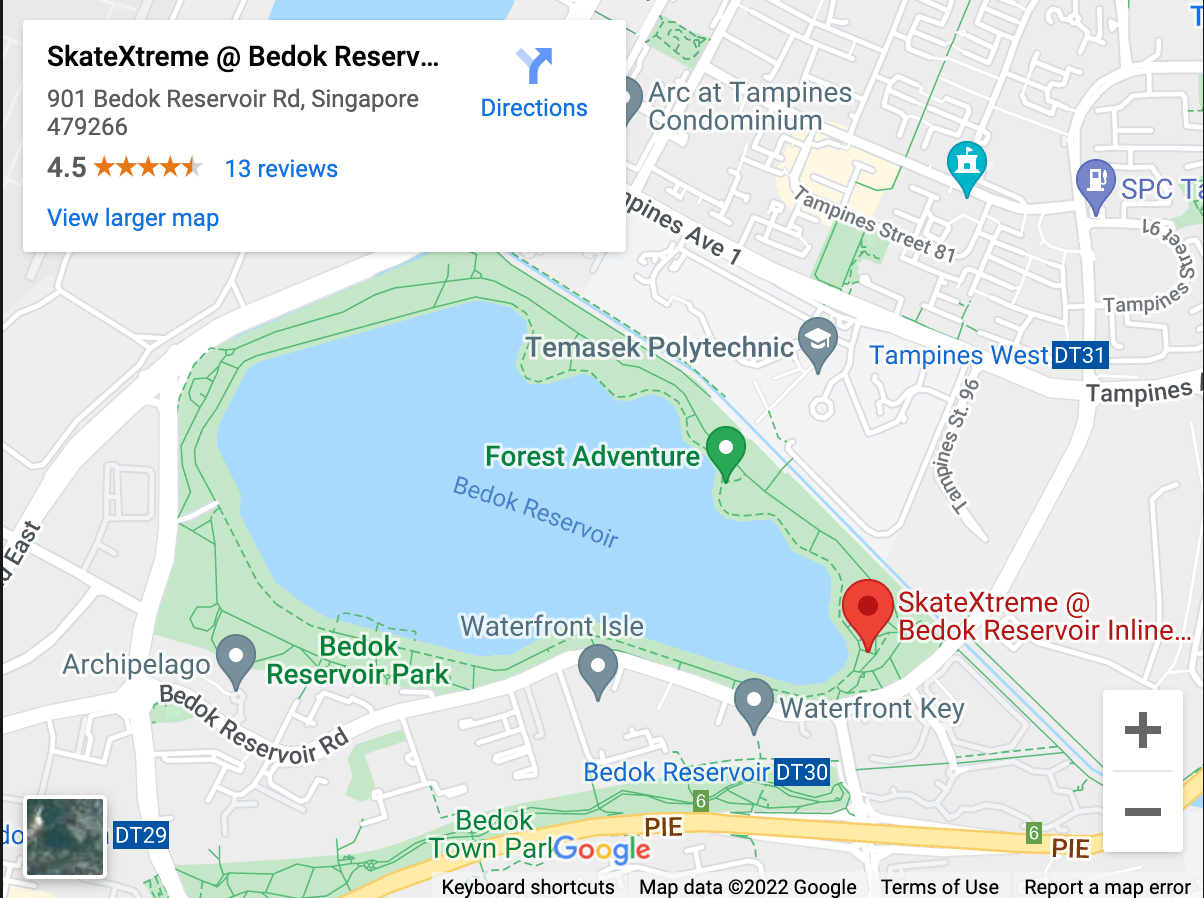 SkateXtreme @ Bedok Reserv...
901 Bedok Reservoir Rd, Singapore
479266
4.5
13 reviews
View larger map
Directions
Arc at Tampines
Condominium
SPC Ta
pines Ave 1
Tampines Street 81
Tampines Street 91
Temasek Polytechnic
Tampines West DT31
Tampines
Tampines St. 96
Forest Adventure
Bedok Reservoir
d East
SkateXtreme @
Bedok Reservoir Inline...
Waterfront Isle
Bedok
Reservoir Park
Archipelago
Bedok Reservoir Rd
Waterfront Key
Bedok Reservoir DT30
6
DT29
Bedok
Town Park
PIE
6
PIE
Google
Keyboard shortcuts
Map data ©2022 Google
Terms of Use
Report a map error